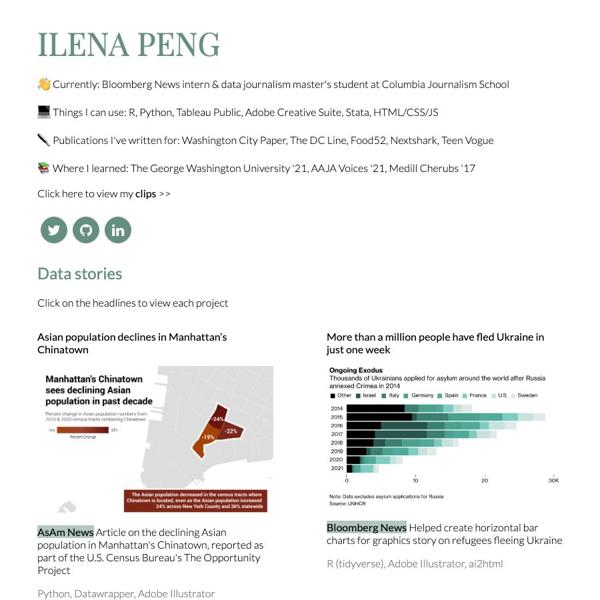 ILENA PENG
👋 Currently: Bloomberg News intern & data journalism master's student at Columbia Journalism School
💻 Things I can use: R, Python, Tableau Public, Adobe Creative Suite, Stata, HTML/CSS/JS
🖋 Publications I've written for: Washington City Paper, The DC Line, Food52, Nextshark, Teen Vogue
📚 Where I learned: The George Washington University '21, AAJA Voices '21, Medill Cherubs '17
Click here to view my clips >>
Data stories
Click on the headlines to view each project
Asian population declines in Manhattan's
Chinatown
Manhattan's Chinatown
sees declining Asian
population in past decade
Percent change in Asian population numbers from
2010 & 2020 census tracts containing Chinatown
Percent Change
-24%
-22%
-19%
The Asian population decreased in the census tracts where
Chinatown is located, even as the Asian population increased
24% across New York County and 36% statewide
AsAm News Article on the declining Asian
population in Manhattan's Chinatown, reported as
part of the U.S. Census Bureau's The Opportunity
Project
Python, Datawrapper, Adobe Illustrator
More than a million people have fled Ukraine in
just one week
Ongoing Exodus
Thousands of Ukrainians applied for asylum around the world after Russia
annexed Crimea in 2014
Other Israel Italy Germany Spain France U.S. Sweden
2014
2015
2016
2017
2018
2019
2020
2021
0 10 20 30K
Note: Data excludes asylum applications for Russia
Source: UNHCR
Bloomberg News Helped create horizontal bar
charts for graphics story on refugees fleeing Ukraine
R (tidyverse), Adobe Illustrator, ai2html